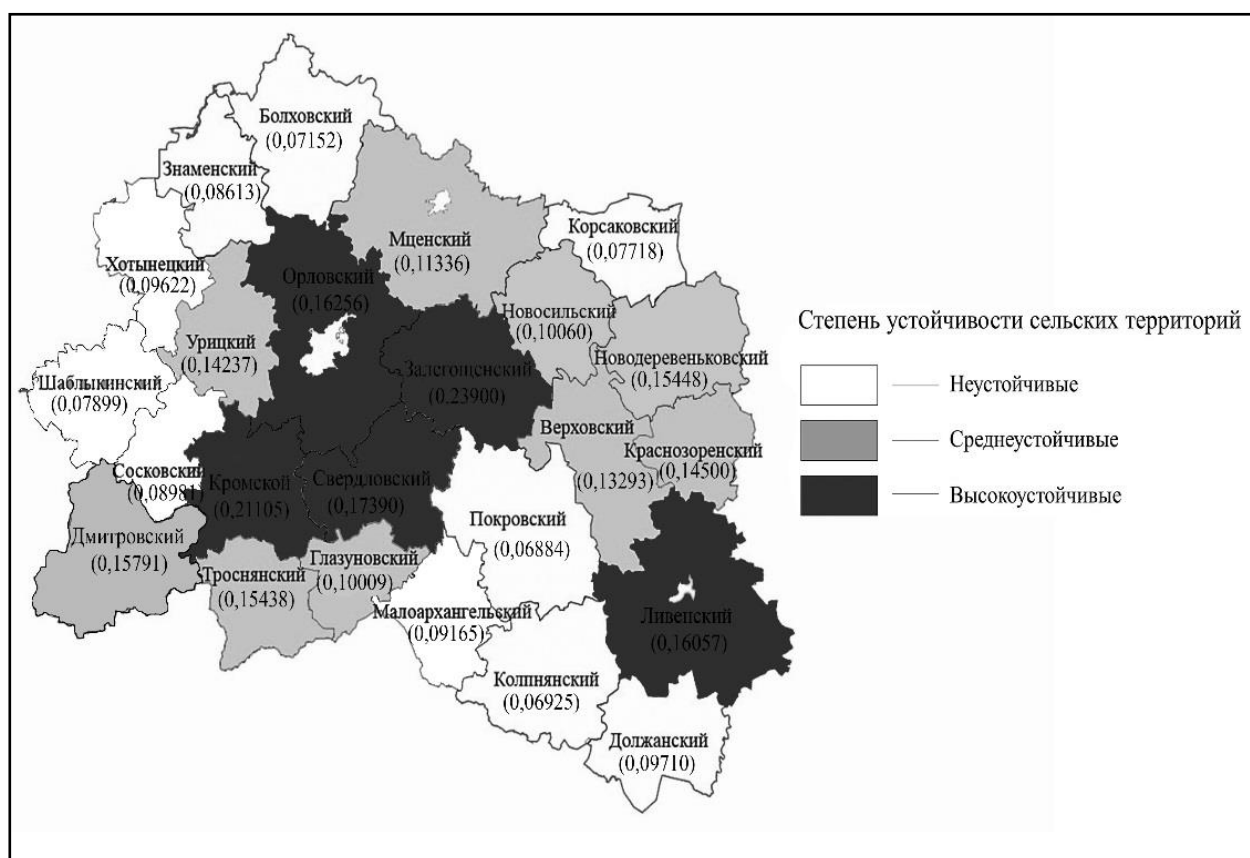 Болховский
(0,07152)
Знаменский
(0,08613)
Корсаковский
(0,07718)
Мценский
(0,11336)
Хотынецкий
(0,09622)
Орловский
(0,16256)
Новосильский
(0,10060)
Урицкий
(0,14237)
Залегощенский
(0,23900)
Новодеревеньковский
(0,15448)
Шаблыкинский
(0,07899)
Верховский
(0,13293)
Краснозоренский
(0,14500)
Сосковский
(0,08981)
Кромской
(0,21105)
Свердловский
(0,17390)
Покровский
(0,06884)
Дмитровский
(0,15791)
Троснянский
(0,15438)
Глазуновский
(0,10009)
Малоархангельский
(0,09165)
Ливенский
(0,16057)
Колпнянский
(0,06925)
Должанский
(0,09710)
Степень устойчивости сельских территорий
Неустойчивые
Среднеустойчивые
Высокоустойчивые